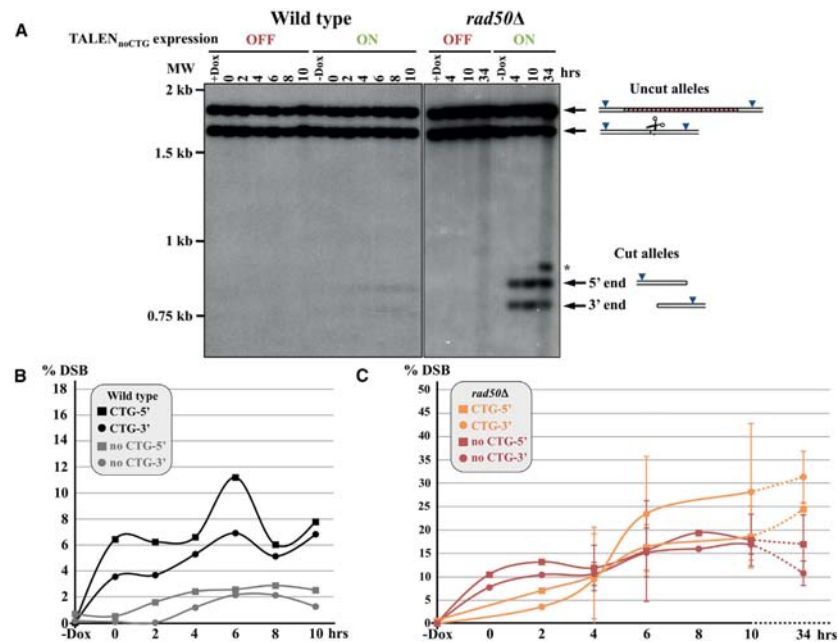 A
Wild type
rad50Δ
TALENnoCTG expression
OFF
ON
OFF
ON
MW
+Dox 0 2 4 6 8 10 -Dox 0 2 4 6 8 10
+Dox 4 10 34 -Dox 4 10 34 hrs
2 kb
1.5 kb
1 kb
0.75 kb
Uncut alleles
Cut alleles
*
5' end
3' end
B
% DSB
18
16
14
12
10
8
6
4
2
0
Wild type
CTG-5'
CTG-3'
no CTG-5'
no CTG-3'
-Dox 0 2 4 6 8 10 hrs
C
% DSB
50
45
40
35
30
25
20
15
10
5
0
rad50Δ
CTG-5'
CTG-3'
no CTG-5'
no CTG-3'
-Dox 0 2 4 6 8 10 34 hrs